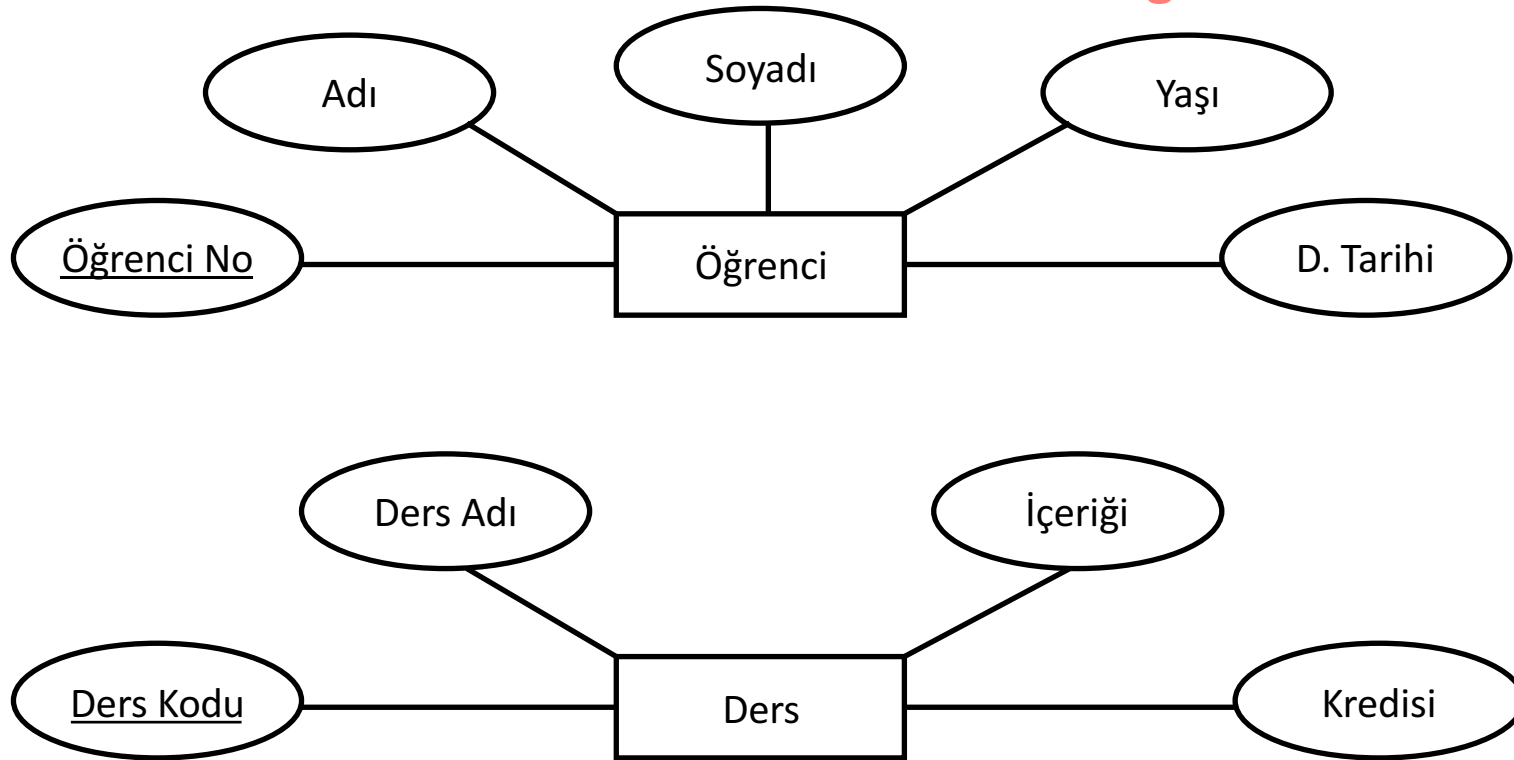 Soyadı
Adı
Yaşı
Öğrenci No
Öğrenci
D. Tarihi
Ders Adı
İçeriği
Ders Kodu
Ders
Kredisi